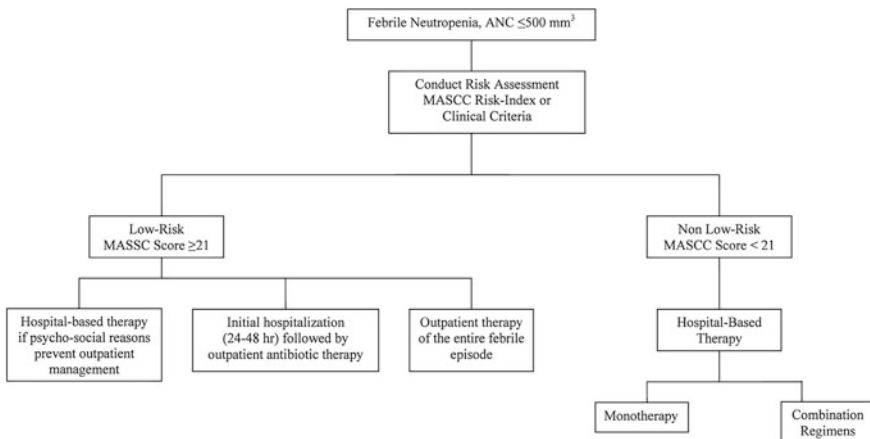 Febrile Neutropenia, ANC ≤500 mm³
Conduct Risk Assessment
MASCC Risk-Index or
Clinical Criteria
Low-Risk
MASSC Score ≥21
Non Low-Risk
MASCC Score < 21
Hospital-based therapy
if psycho-social reasons
prevent outpatient
management
Initial hospitalization
(24-48 hr) followed by
outpatient antibiotic therapy
Outpatient therapy
of the entire febrile
episode
Hospital-Based
Therapy
Monotherapy
Combination
Regimens